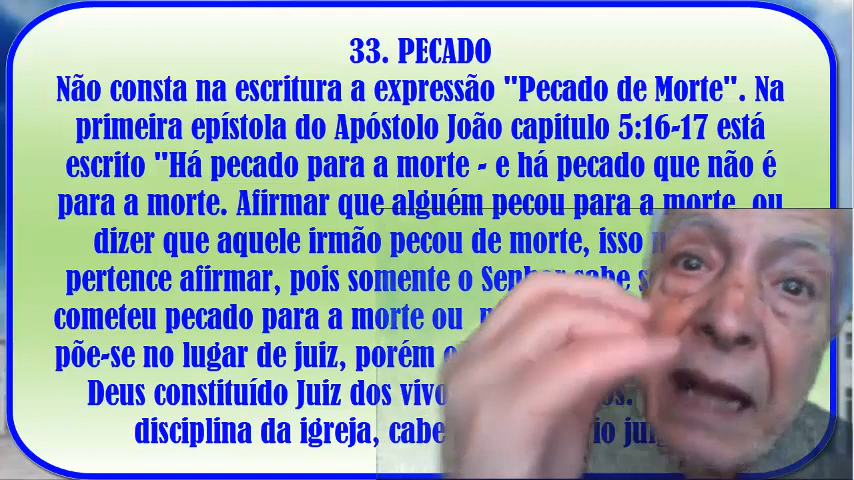 33. PECADO
Não consta na escritura a expressão "Pecado de Morte". Na
primeira epístola do Apóstolo João capitulo 5:16-17 está
escrito "Há pecado para a morte - e há pecado que não é
para a morte. Afirmar que alguém pecou para a morte, ou
dizer que aquele irmão pecou de morte, isso
pertence afirmar, pois somente o Senhor sabe
cometeu pecado para a morte ou
põe-se no lugar de juiz, porém
Deus constituído Juiz dos
disciplina da igreja,